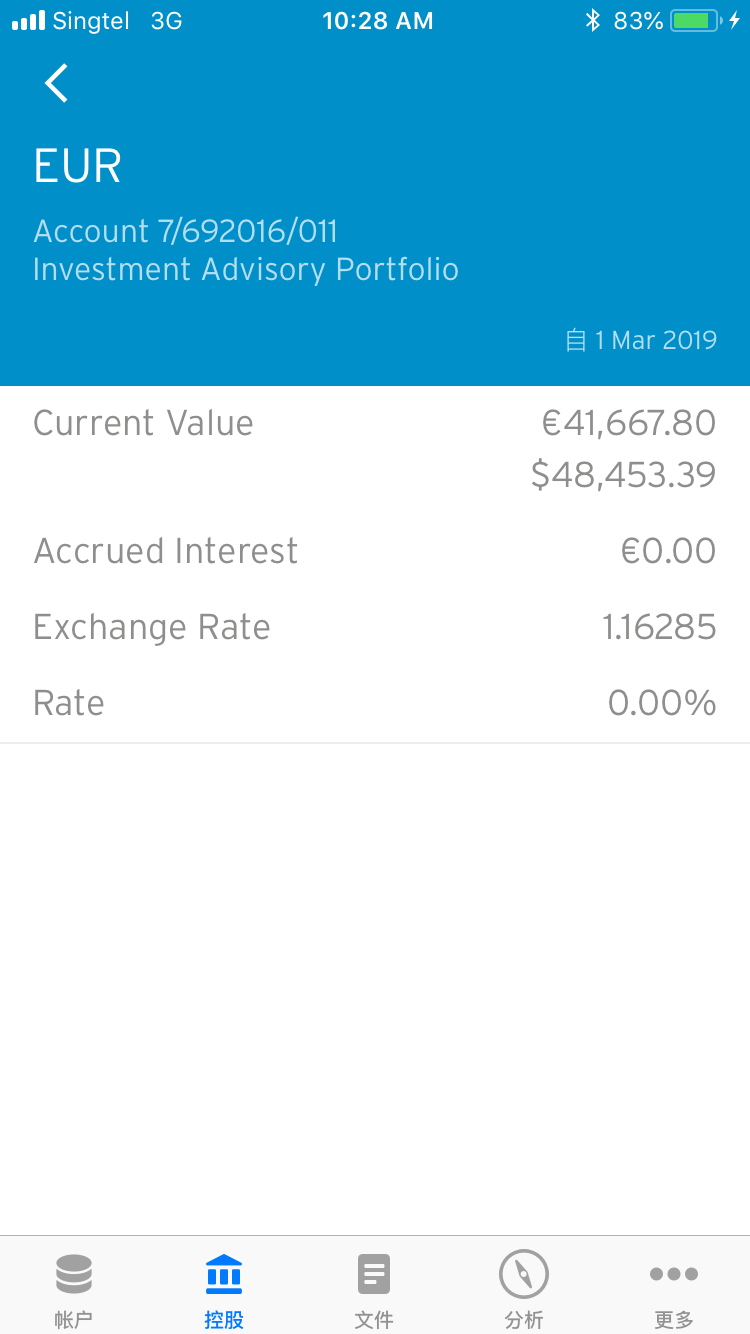 Singtel 3G 10:28 AM 83%
EUR
Account 7/692016/011
Investment Advisory Portfolio
自 1 Mar 2019
Current Value €41,667.80
$48,453.39
Accrued Interest €0.00
Exchange Rate 1.16285
Rate 0.00%
帐户 控股 文件 分析 更多